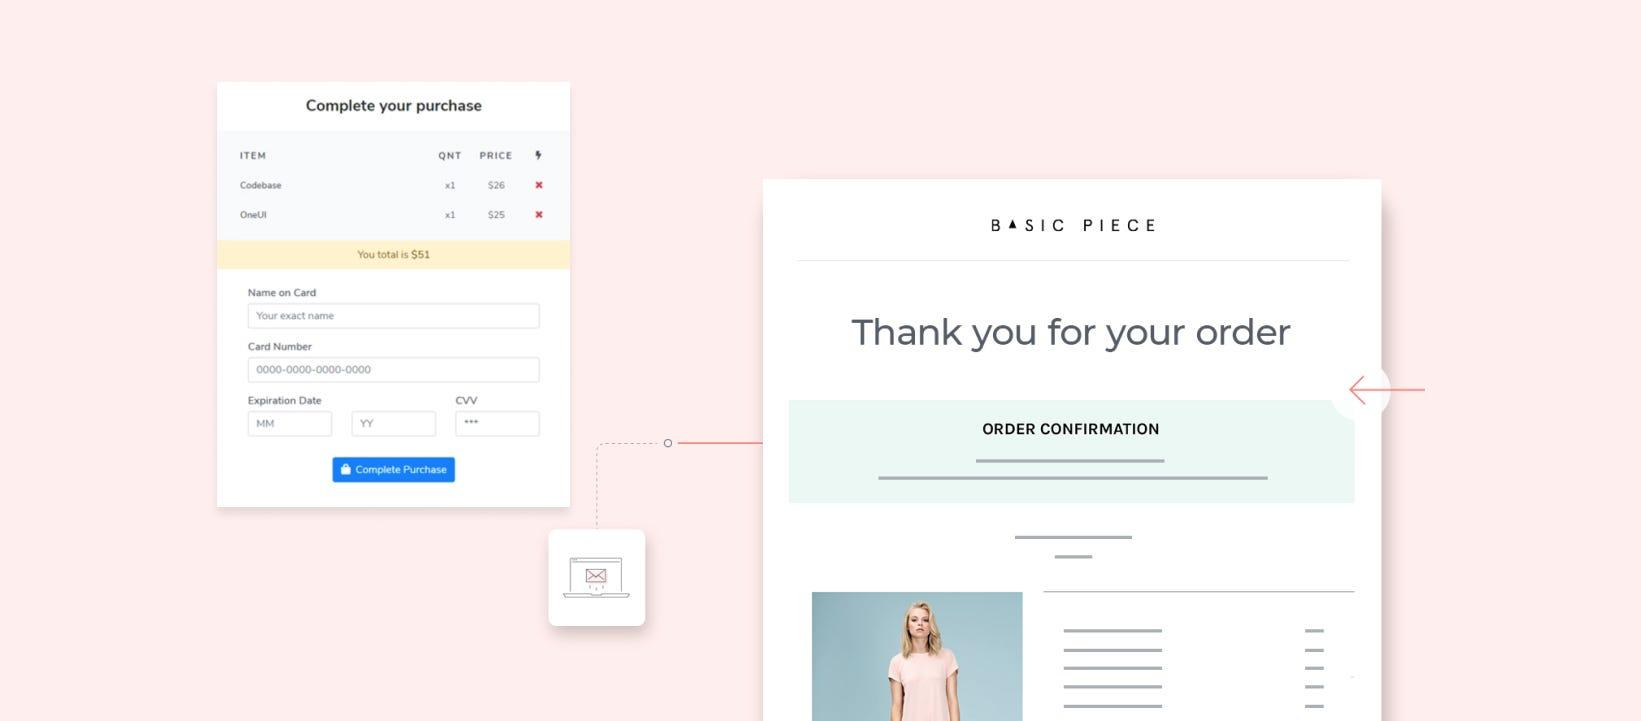 Complete your purchase
ITEM QNT PRICE
Codebase x1 $26
OneUI x1 $25
You total is $51
Name on Card
Your exact name
Card Number
0000-0000-0000-0000
Expiration Date CVV
MM YY ***
Complete Purchase
B▲SIC PIECE
Thank you for your order
ORDER CONFIRMATION